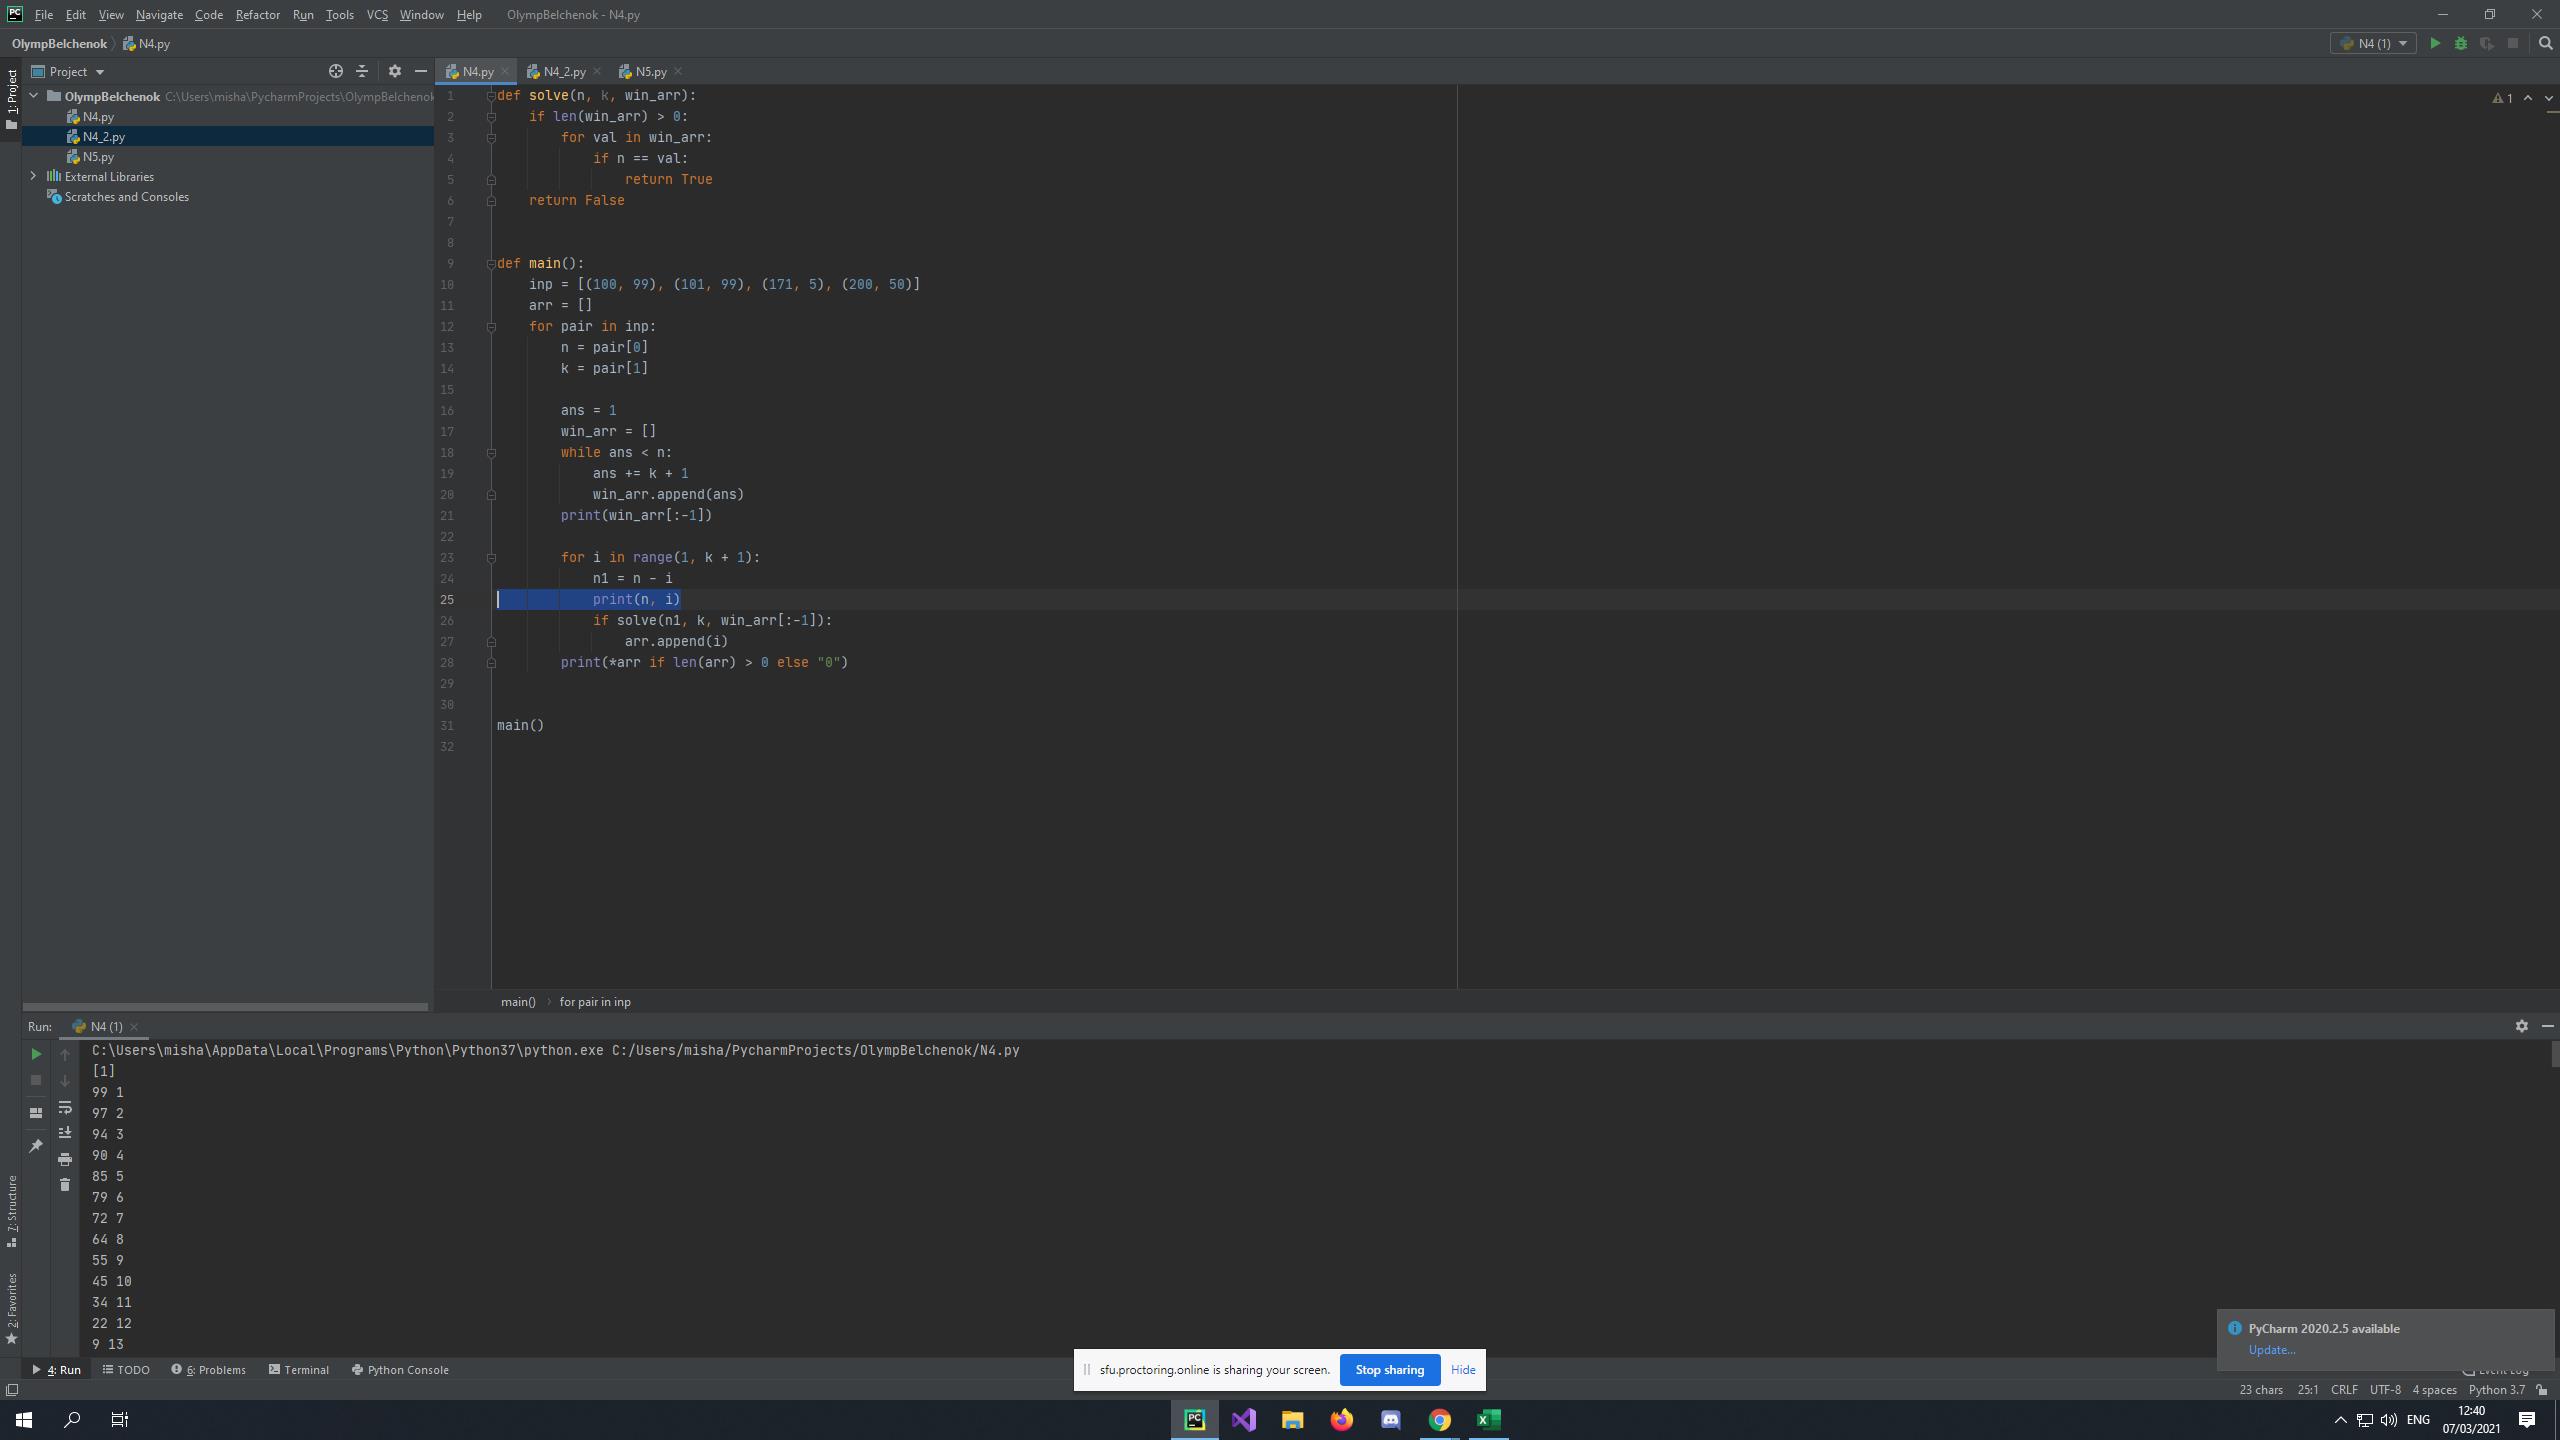 File Edit View Navigate Code Refactor Run Tools VCS Window Help OlympBelchenok - N4.py
OlympBelchenok N4.py N4 (1)
1: Project
Project
OlympBelchenok C:\Users\misha\PycharmProjects\OlympBelchenok
N4.py
N4_2.py
N5.py
External Libraries
Scratches and Consoles
N4.py N4_2.py N5.py
1 def solve(n, k, win_arr):
2 if len(win_arr) > 0:
3 for val in win_arr:
4 if n == val:
5 return True
6 return False
7
8
9 def main():
10 inp = [(100, 99), (101, 99), (171, 5), (200, 50)]
11 arr = []
12 for pair in inp:
13 n = pair[0]
14 k = pair[1]
15
16 ans = 1
17 win_arr = []
18 while ans < n:
19 ans += k + 1
20 win_arr.append(ans)
21 print(win_arr[:-1])
22
23 for i in range(1, k + 1):
24 n1 = n - i
25 print(n, i)
26 if solve(n1, k, win_arr[:-1]):
27 arr.append(i)
28 print(*arr if len(arr) > 0 else "0")
29
30
31 main()
32
1
main() for pair in inp
Run: N4 (1)
C:\Users\misha\AppData\Local\Programs\Python\Python37\python.exe C:/Users/misha/PycharmProjects/OlympBelchenok/N4.py
[1]
99 1
97 2
94 3
90 4
85 5
79 6
72 7
64 8
55 9
45 10
34 11
22 12
9 13
7: Structure
2: Favorites
PyCharm 2020.2.5 available
Update...
4: Run TODO 6: Problems Terminal Python Console Event Log
sfu.proctoring.online is sharing your screen. Stop sharing Hide
23 chars 25:1 CRLF UTF-8 4 spaces Python 3.7
ENG 12:40
07/03/2021